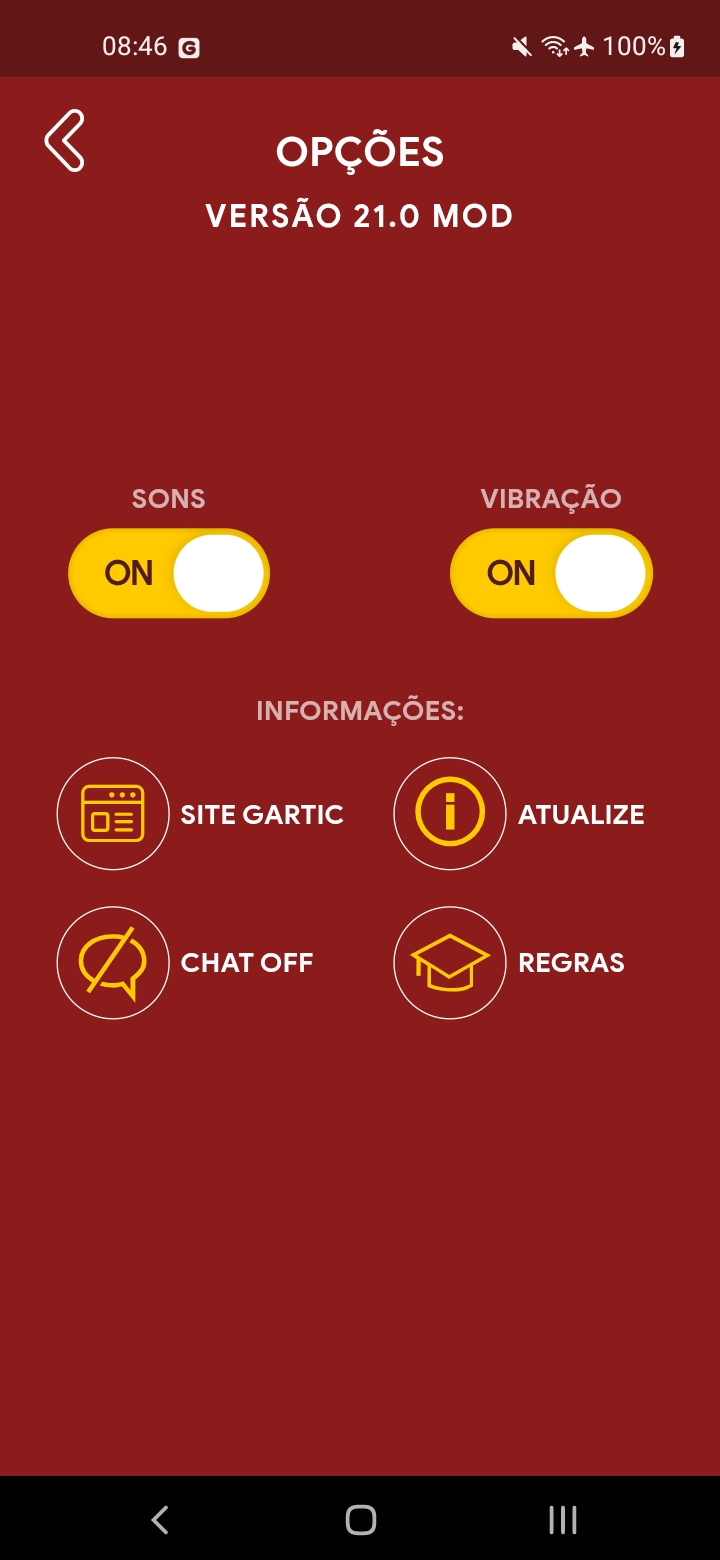 08:46 G 100%
OPÇÕES
VERSÃO 21.0 MOD
SONS VIBRAÇÃO
ON ON
INFORMAÇÕES:
SITE GARTIC ATUALIZE
CHAT OFF REGRAS